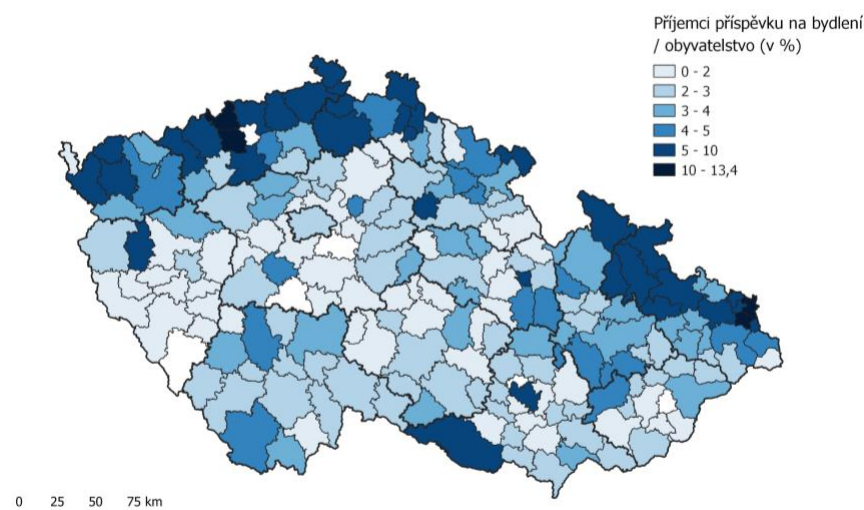 Příjemci příspěvku na bydlení
/ obyvatelstvo (v %)
0 - 2
2 - 3
3 - 4
4 - 5
5 - 10
10 - 13,4
0 25 50 75 km